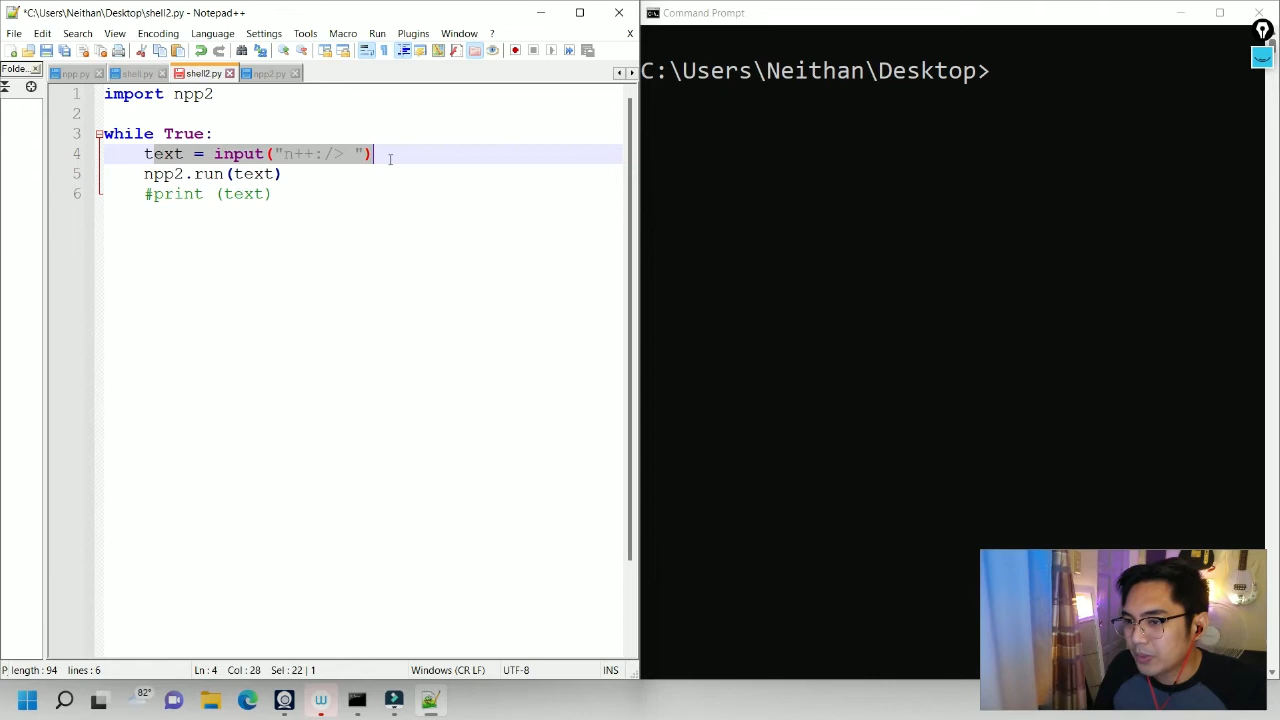 *C:\Users\Neithan\Desktop\shell2.py - Notepad++
File Edit Search View Encoding Language Settings Tools Macro Run Plugins Window ? X
Folde...
npp.py shell.py shell2.py npp2.py
1 import npp2
2
3 while True:
4 text = input("n++:/> ")
5 npp2.run(text)
6 #print (text)
length: 94 lines: 6 Ln: 4 Col: 28 Sel: 22 | 1 Windows (CR LF) UTF-8 INS
82°
Command Prompt
C:\Users\Neithan\Desktop>